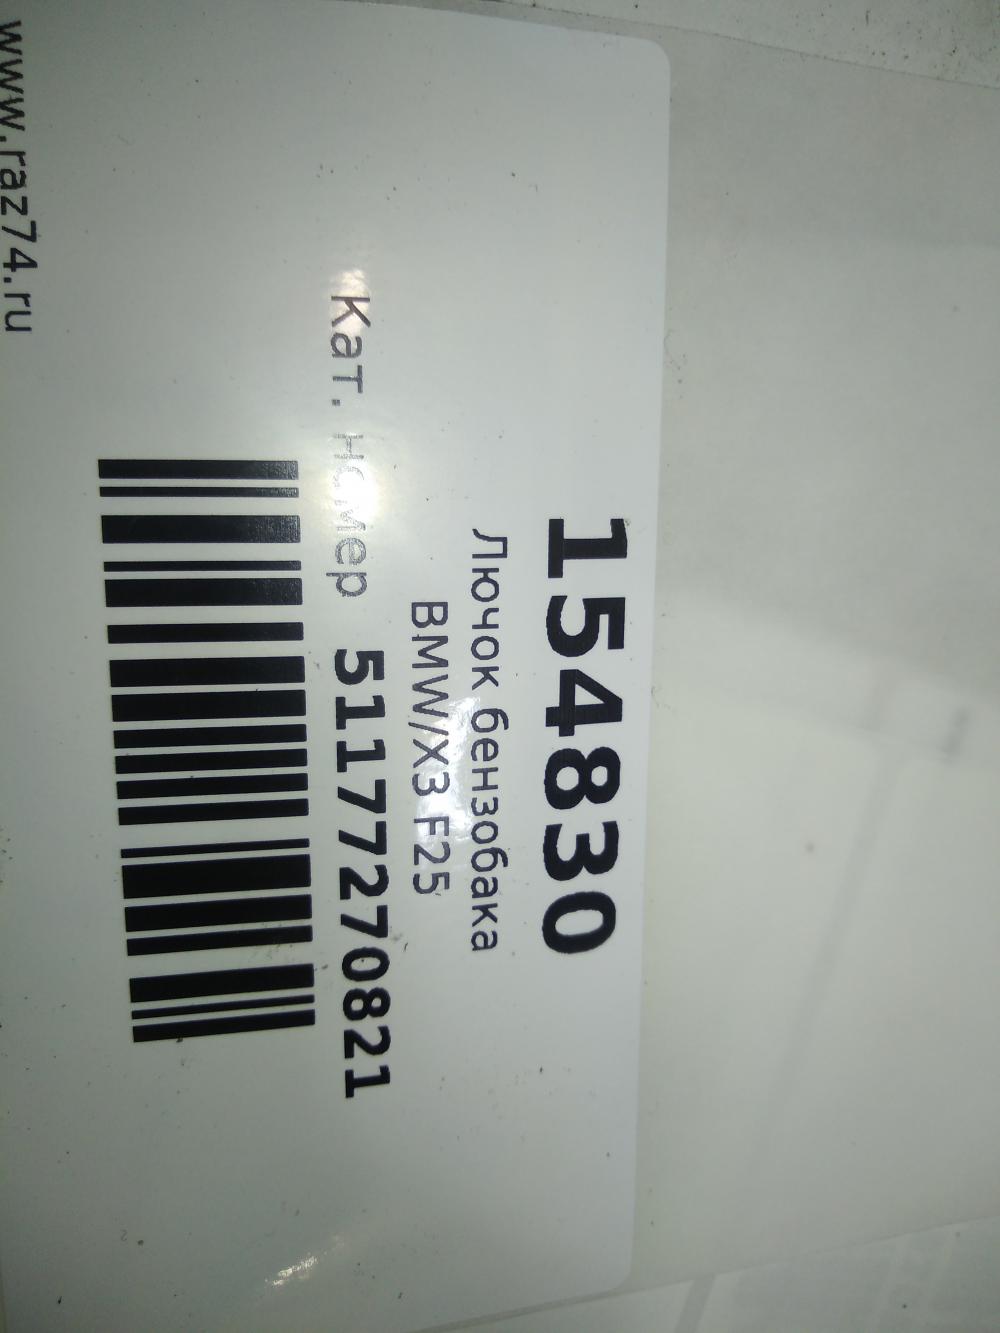 154830
Лючок бензобака
BMW/X3 F25
Кат. номер 51177270821
www.raz74.ru